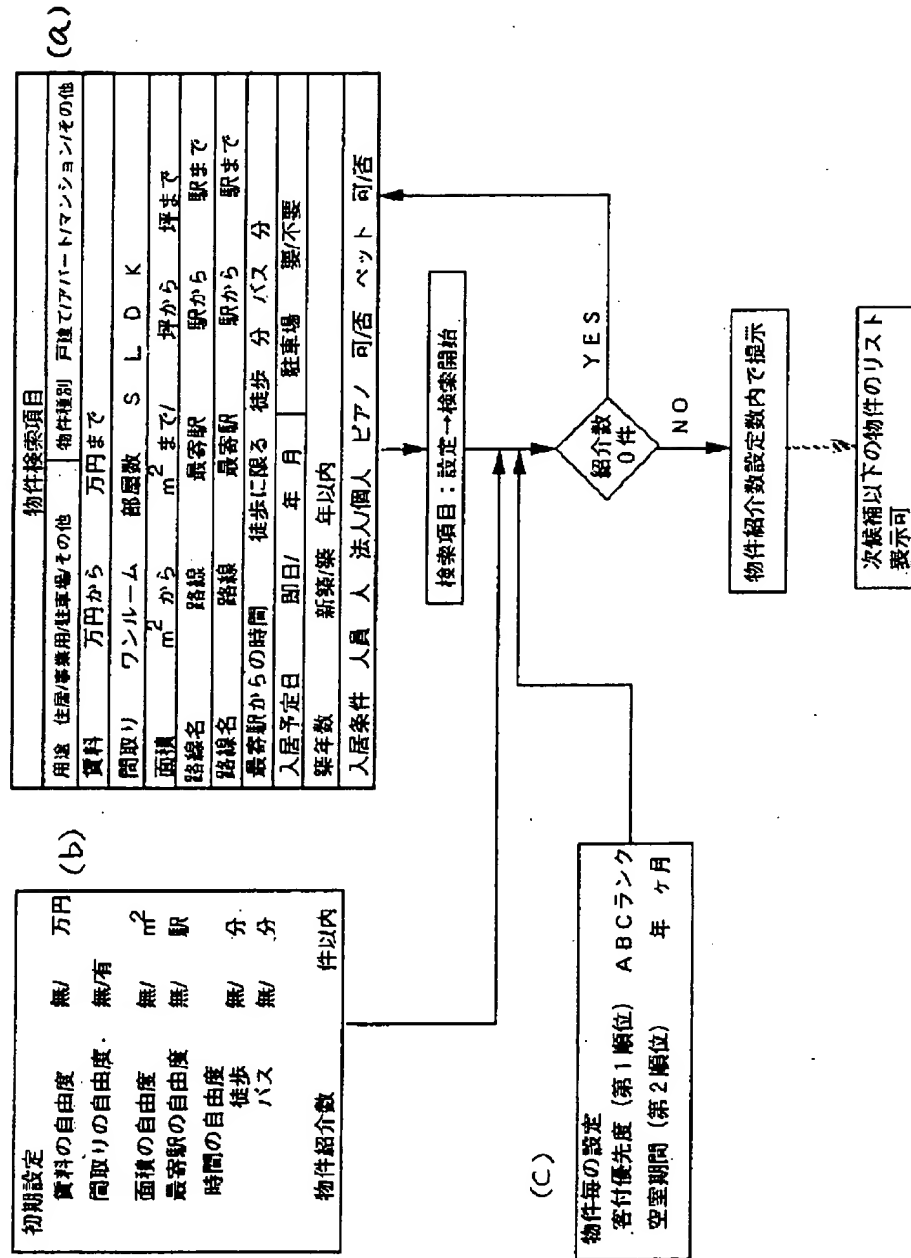 (a)
物件検索項目
用途 住居/事業用/駐車場/その他 物件種別 戸建て/アパート/マンション/その他
賃料 万円から 万円まで
間取り ワンルーム 部屋数 S L D K
面積 m² から m² まで/ 坪から 坪まで
路線名 路線 最寄駅 駅から 駅まで
路線名 路線 最寄駅 駅から 駅まで
最寄駅からの時間 徒歩に限る 徒歩 分 バス 分
入居予定日 即日/ 年 月 駐車場 要/不要
築年数 新築/築 年以内
入居条件 人員 人 法人/個人 ピアノ 可/否 ペット 可/否
(b)
初期設定
賃料の自由度 無/ 万円
間取りの自由度. 無/有
面積の自由度 無/ m²
最寄駅の自由度 無/ 駅
時間の自由度
徒歩 無/ 分
バス 無/ 分
物件紹介数 件以内
検索項目：設定→検索開始
(c)
物件毎の設定
客付優先度 (第1順位) ABCランク
空室期間 (第2順位) 年 ヶ月
紹介数
0件
YES
NO
物件紹介数設定数内で提示
次候補以下の物件のリスト
表示可